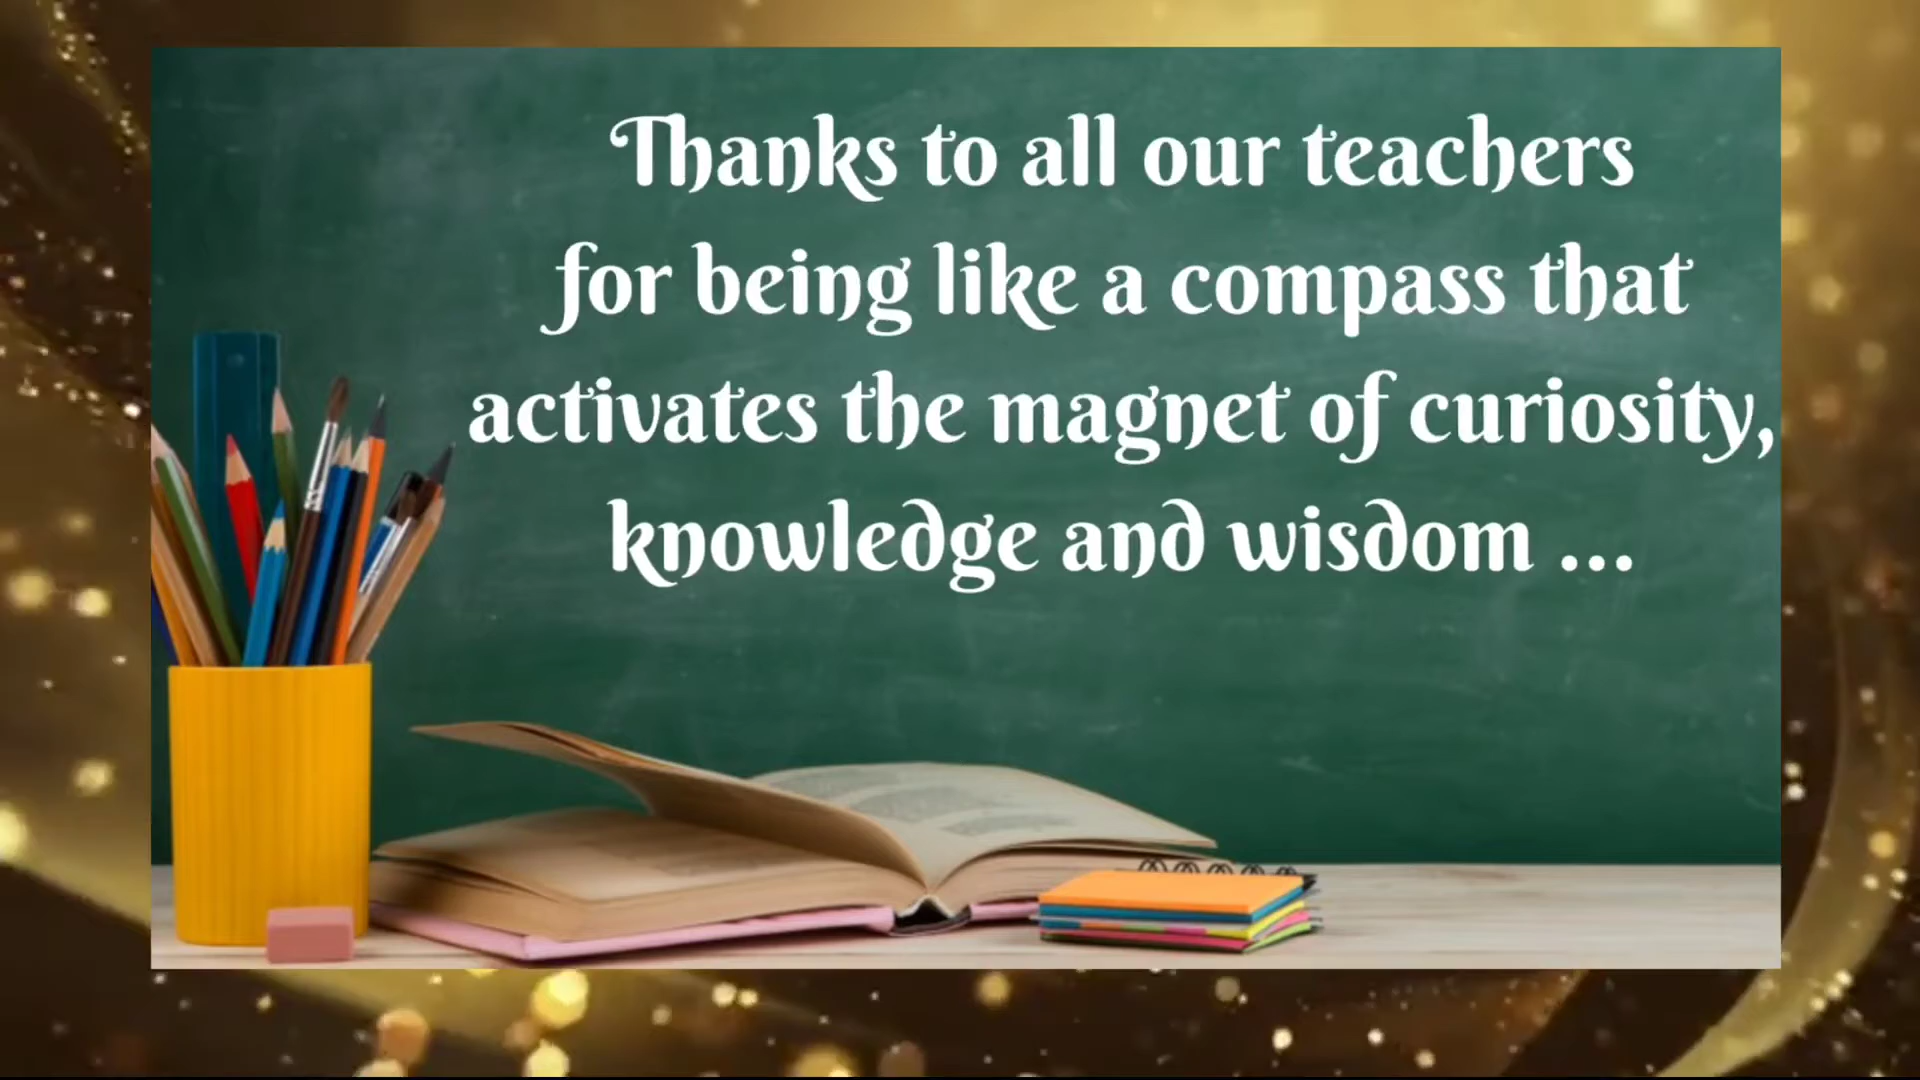 Thanks to all our teachers
for being like a compass that
activates the magnet of curiosity,
knowledge and wisdom ...